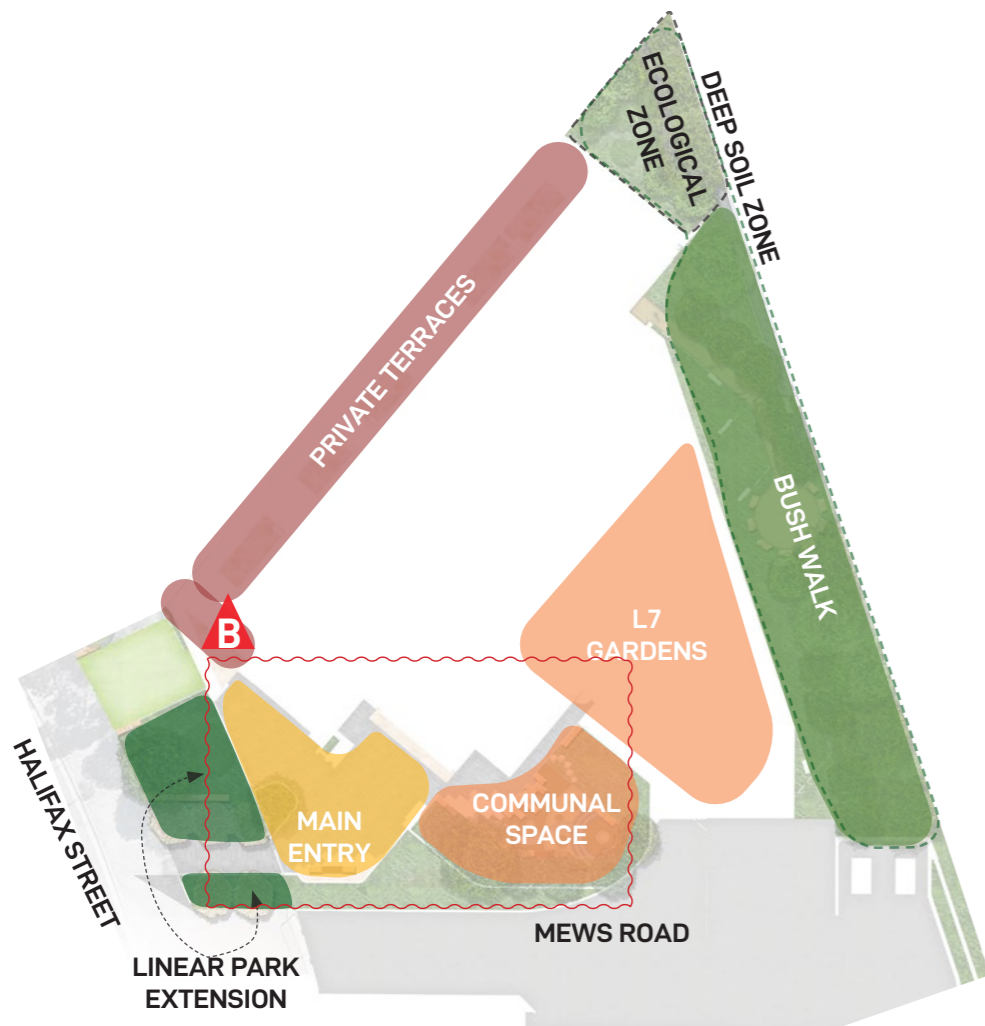 ECOLOGICAL
ZONE
DEEP SOIL ZONE
PRIVATE TERRACES
BUSH WALK
B
L7
GARDENS
HALIFAX STREET
MAIN
ENTRY
COMMUNAL
SPACE
MEWS ROAD
LINEAR PARK
EXTENSION